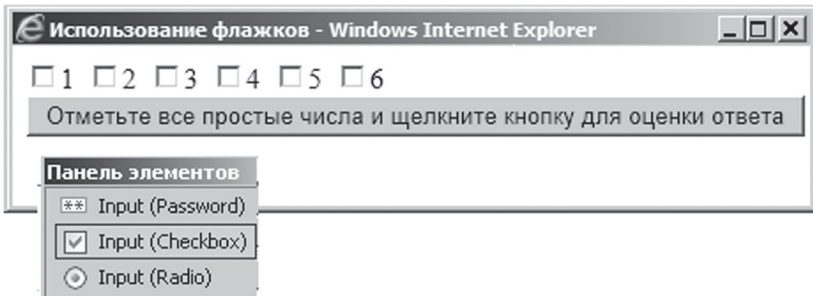 Использование флажков - Windows Internet Explorer
1 2 3 4 5 6
Отметьте все простые числа и щелкните кнопку для оценки ответа
Панель элементов
Input (Password)
Input (Checkbox)
Input (Radio)